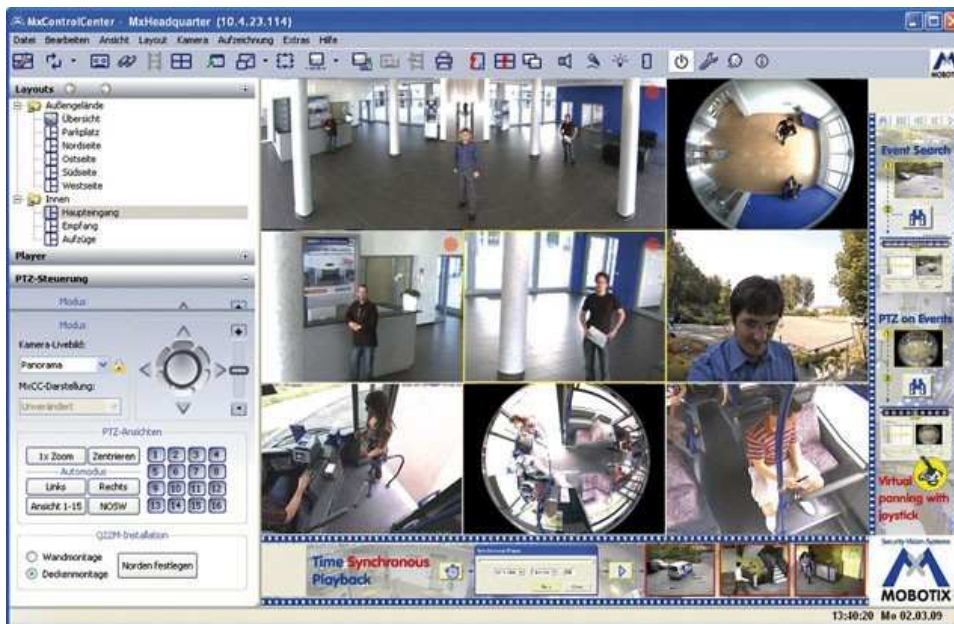 MxControlCenter - MxHeadquarter (10.4.23.114)
Datei Bearbeiten Ansicht Layout Kamera Aufzeichnung Extras Hilfe
MOBOTIX
Layouts
Außengelände
Übersicht
Parkplatz
Nordseite
Ostseite
Südseite
Westseite
Innen
Haupteingang
Empfang
Aufzüge
Player
PTZ-Steuerung
Modus
Modus
Kamera-Livebild:
Panorama
MxCC-Darstellung:
Unverändert
PTZ-Ansichten
1x Zoom Zentrieren 1 2 3 4
Automodus 5 6 7 8
Links Rechts 9 10 11 12
Ansicht 1-15 NOSW 13 14 15 16
Wandmontage
Deckenmontage
Norden festlegen
Event Search
PTZ on Events
Virtual
panning with
joystick
Time Synchronous
Playback
Security-Vision-Systems
MOBOTIX
13:40:20 Mo 02.03.09